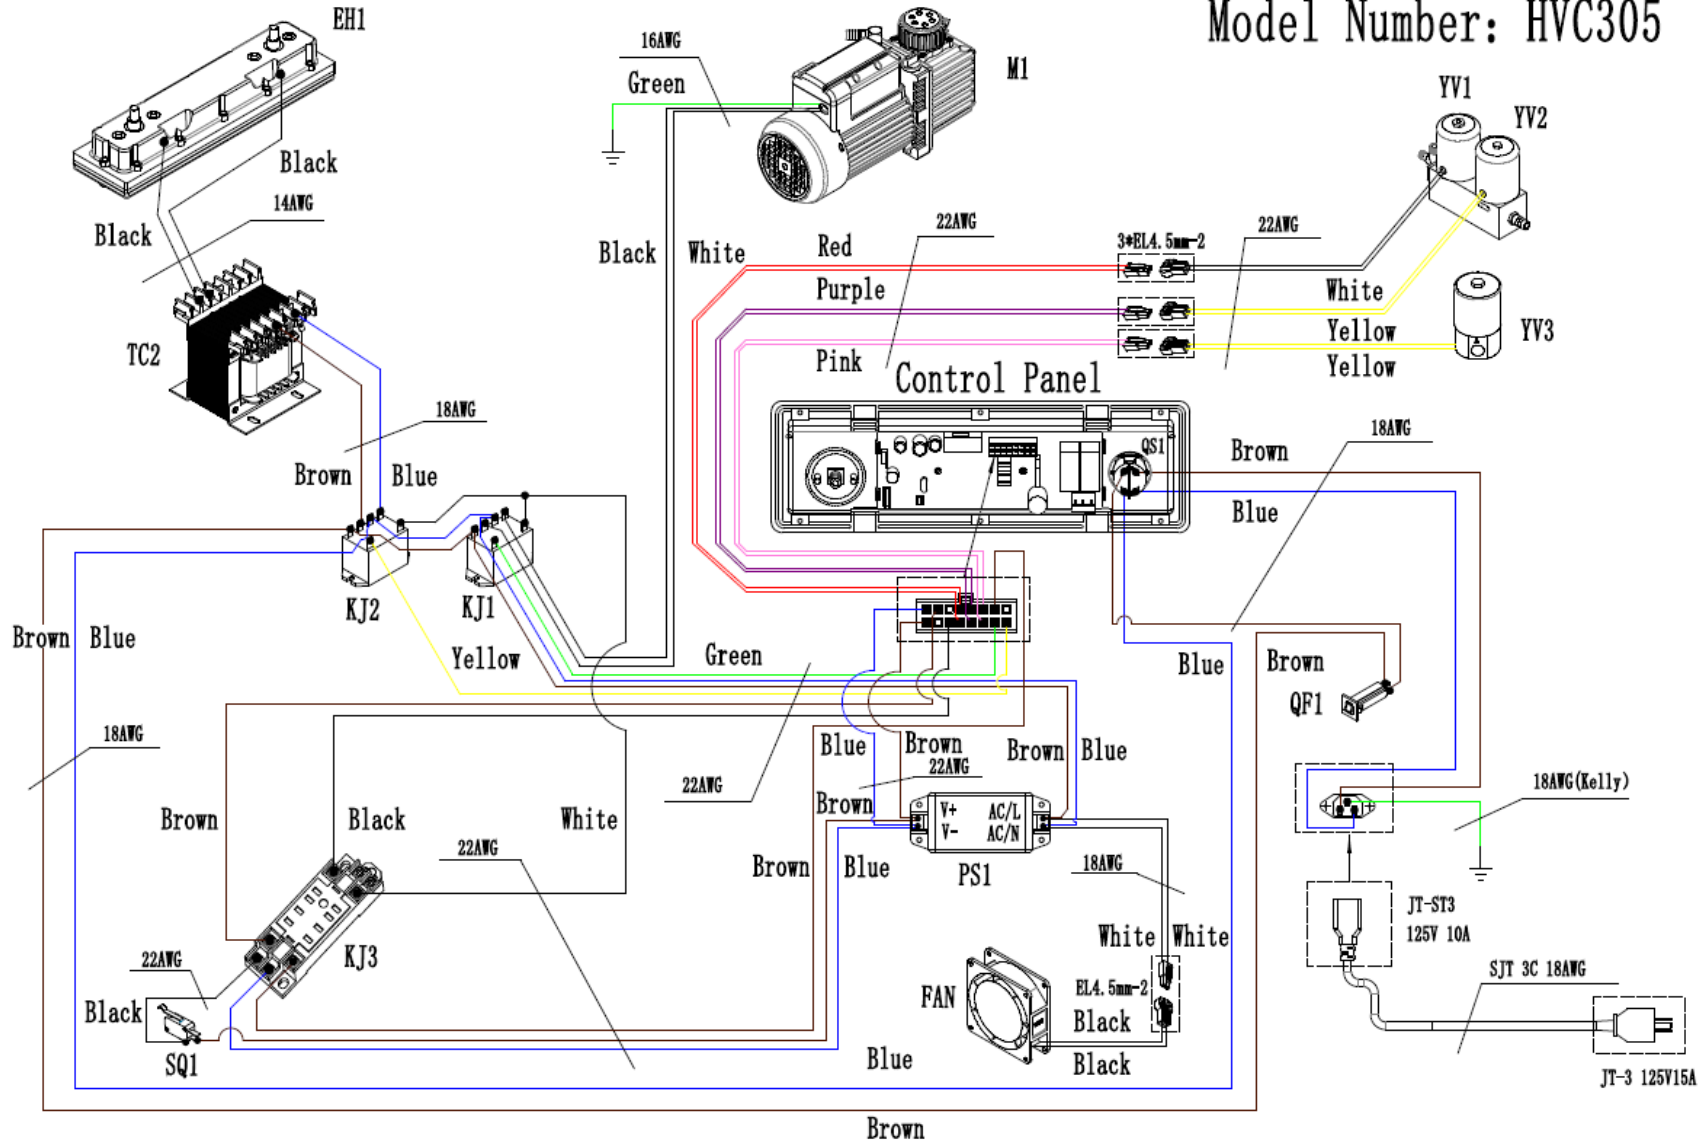 Model Number: HVC305
EH1
16AWG
Green
M1
YV1
YV2
Black
14AWG
Black
Black
White
Red
22AWG
3*EL4.5mm-2
22AWG
Purple
White
Yellow
YV3
Pink
Yellow
TC2
Control Panel
18AWG
18AWG
QS1
Brown
Brown
Blue
Blue
KJ2
KJ1
Brown
Blue
Yellow
Green
Blue
Brown
QF1
18AWG
22AWG
Blue
Brown
Brown
Blue
22AWG
Brown
18AWG(Kelly)
Brown
Black
White
V+
AC/L
V-
AC/N
22AWG
Brown
Blue
PS1
18AWG
JT-ST3
125V 10A
White
White
KJ3
22AWG
SJT 3C 18AWG
FAN
EL4.5mm-2
Black
Black
SQ1
Blue
Black
JT-3 125V15A
Brown